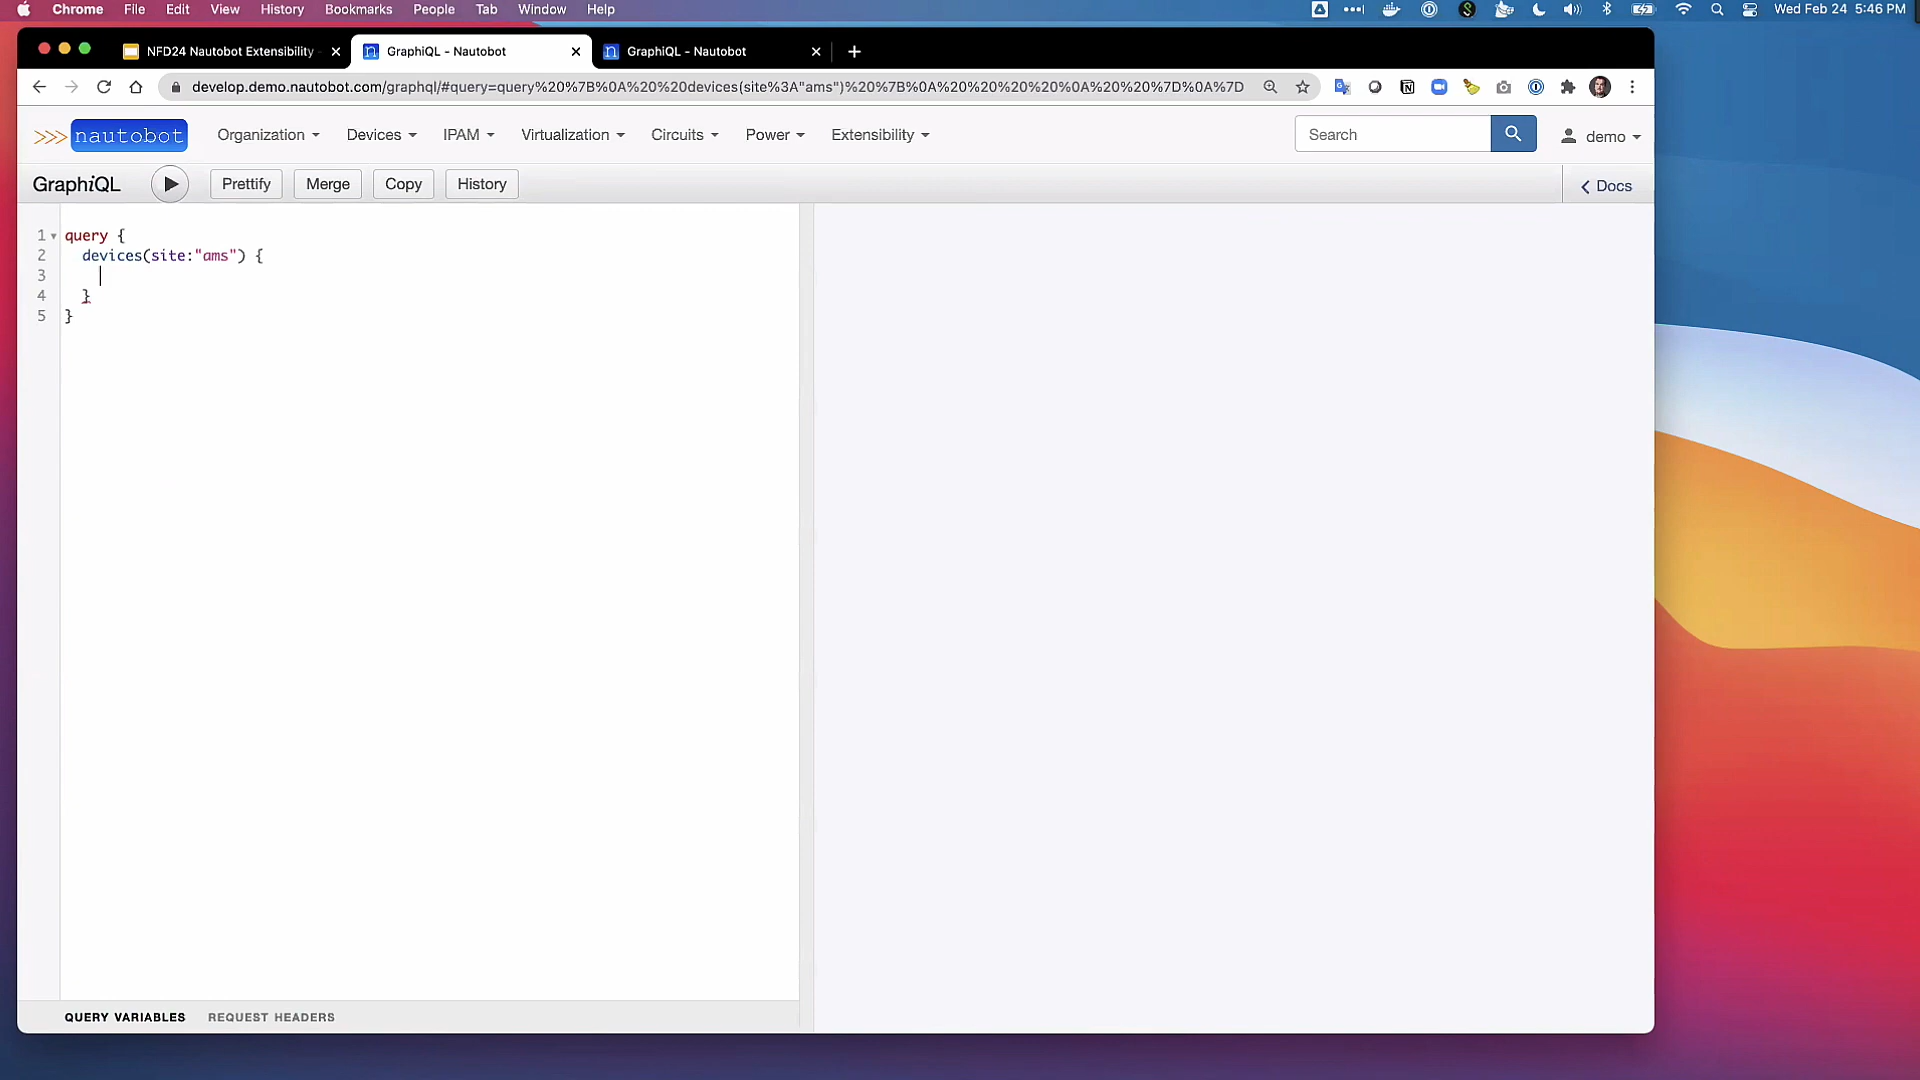 Chrome File Edit View History Bookmarks People Tab Window Help Wed Feb 24 5:46 PM
NFD24 Nautobot Extensibility GraphiQL - Nautobot GraphiQL - Nautobot
develop.demo.nautobot.com/graphql/#query=query%20%7B%0A%20%20devices(site%3A"ams")%20%7B%0A%20%20%20%20%0A%20%20%7D%0A%7D
>>> nautobot Organization Devices IPAM Virtualization Circuits Power Extensibility Search demo
GraphiQL Prettify Merge Copy History Docs
1 query {
2 devices(site:"ams") {
3
4 }
5 }
QUERY VARIABLES REQUEST HEADERS